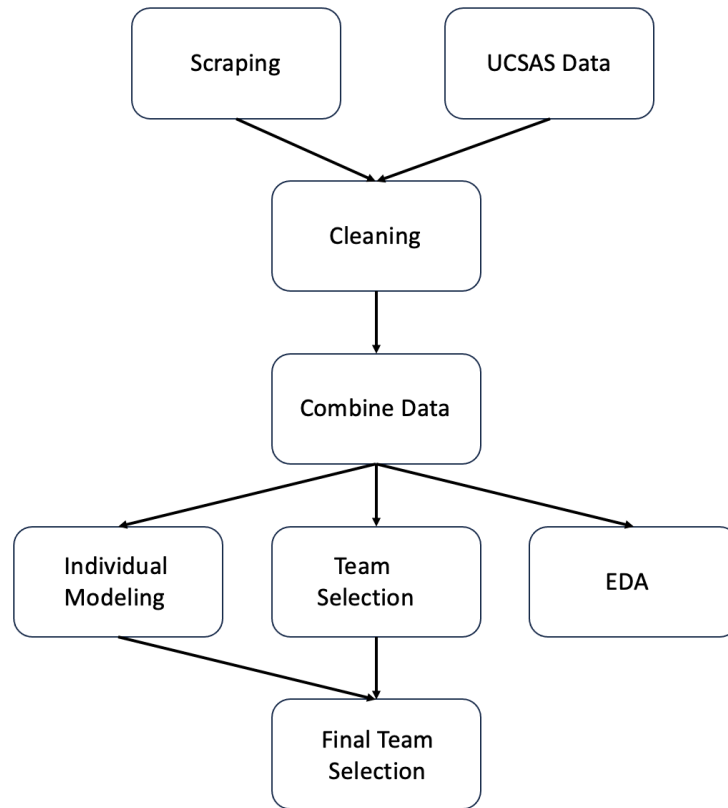 Scraping
UCSAS Data
Cleaning
Combine Data
Individual
Modeling
Team
Selection
EDA
Final Team
Selection